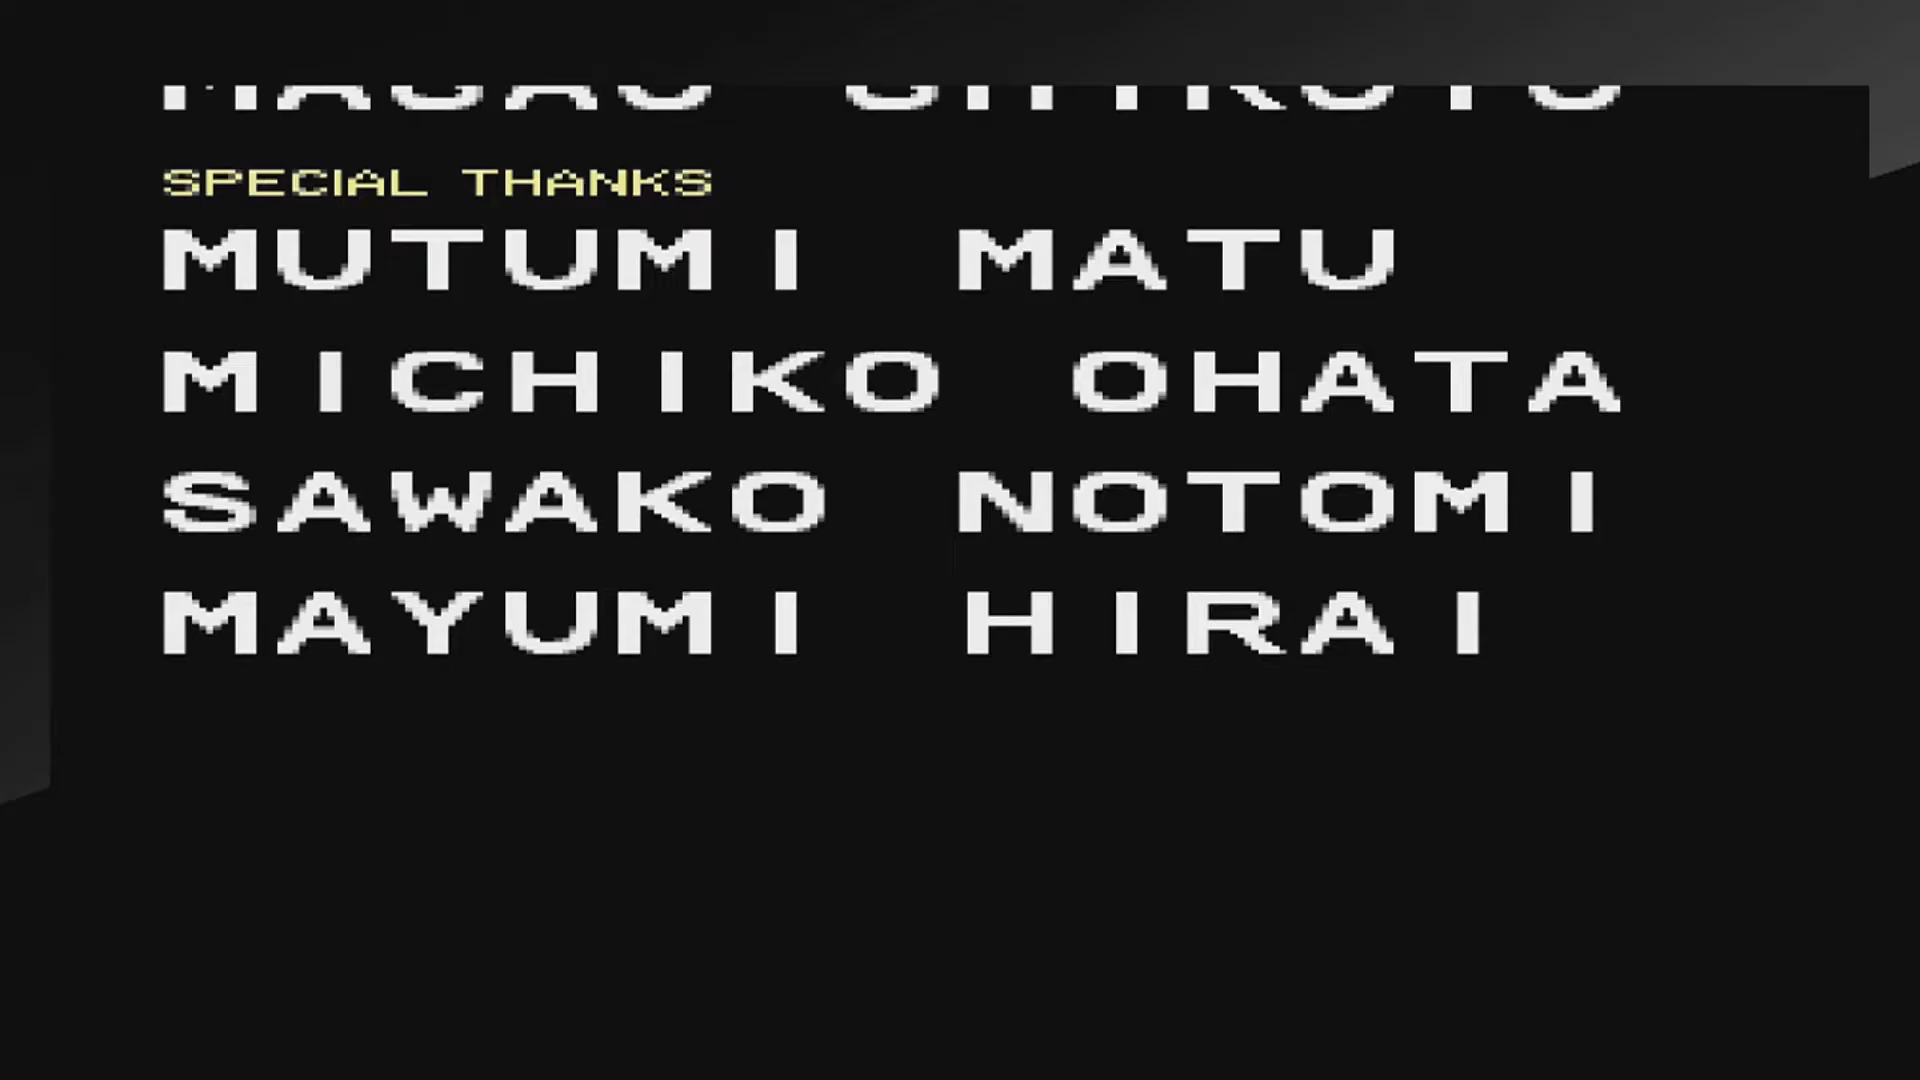 SPECIAL THANKS
MUTUMI MATU
MICHIKO OHATA
SAWAKO NOTOMI
MAYUMI HIRAI